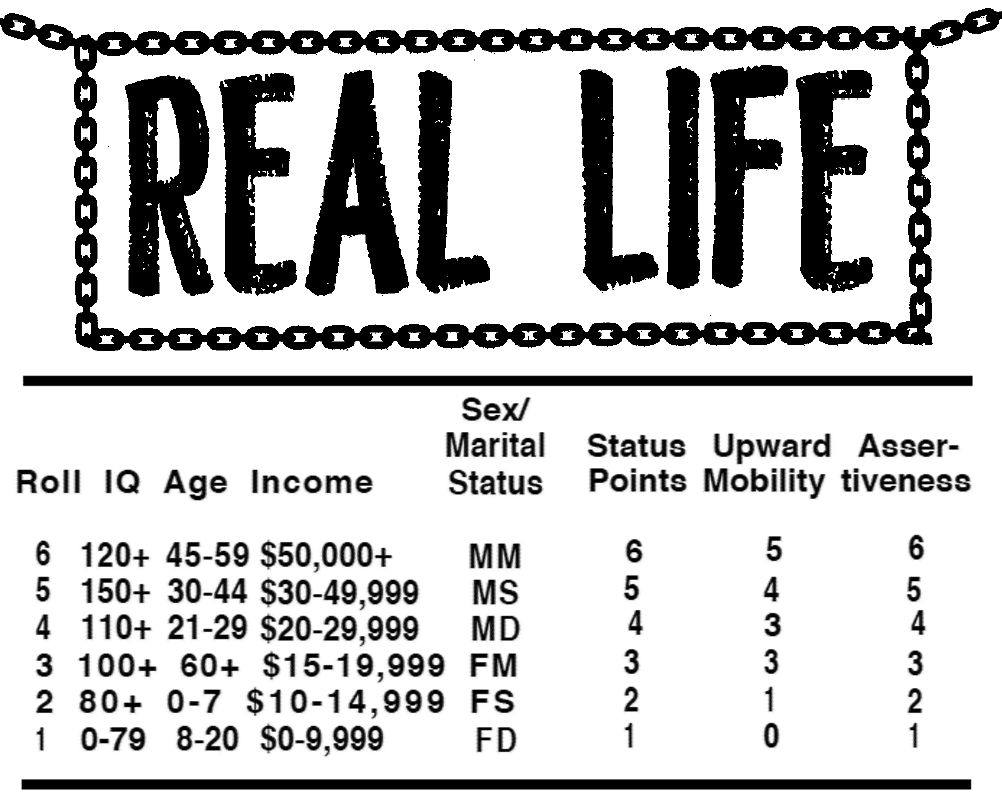 REAL LIFE
Sex/
Marital Status Upward Asser-
Roll IQ Age Income Status Points Mobility tiveness
6 120+ 45-59 $50,000+ MM 6 5 6
5 150+ 30-44 $30-49,999 MS 5 4 5
4 110+ 21-29 $20-29,999 MD 4 3 4
3 100+ 60+ $15-19,999 FM 3 3 3
2 80+ 0-7 $10-14,999 FS 2 1 2
1 0-79 8-20 $0-9,999 FD 1 0 1